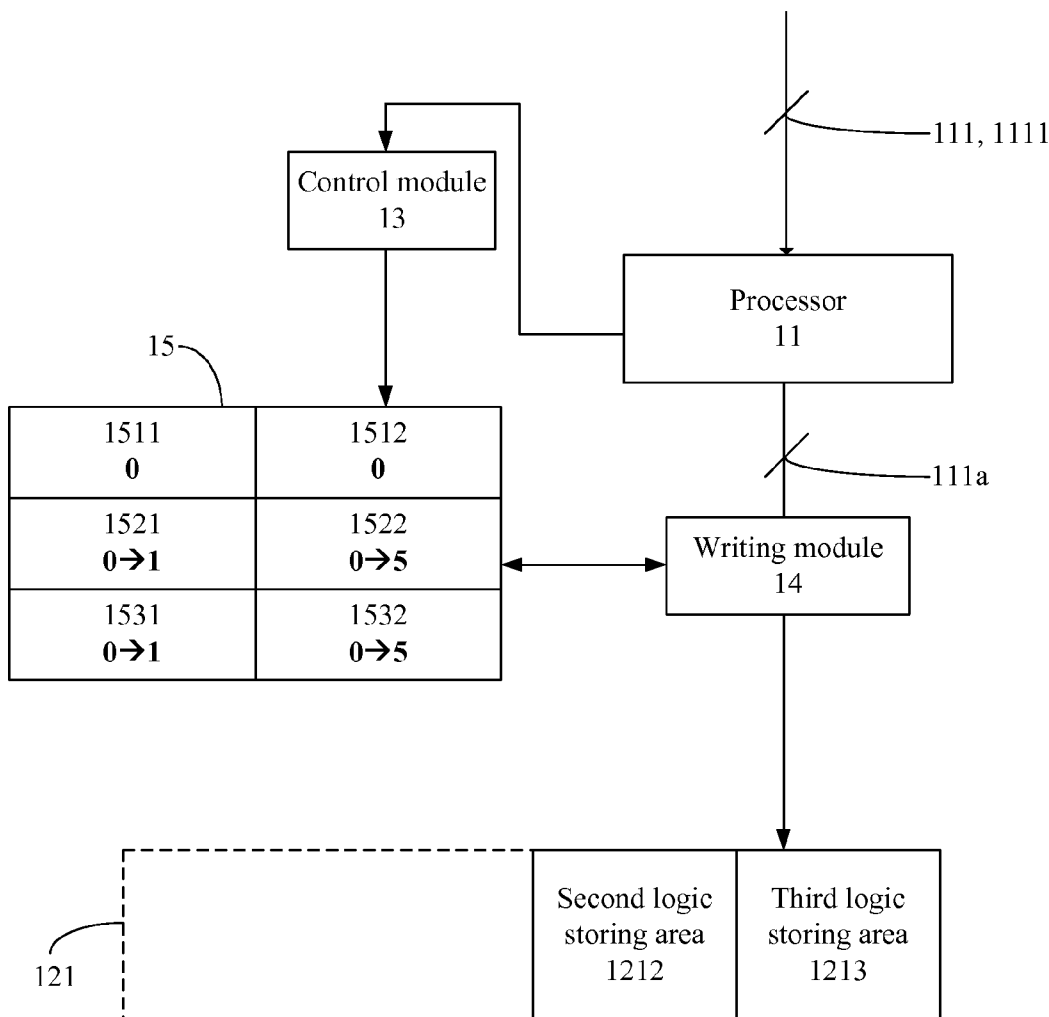 111, 1111
Control module
13
Processor
11
15
1511
0
1512
0
111a
1521
0→1
1522
0→5
Writing module
14
1531
0→1
1532
0→5
Second logic
storing area
1212
Third logic
storing area
1213
121